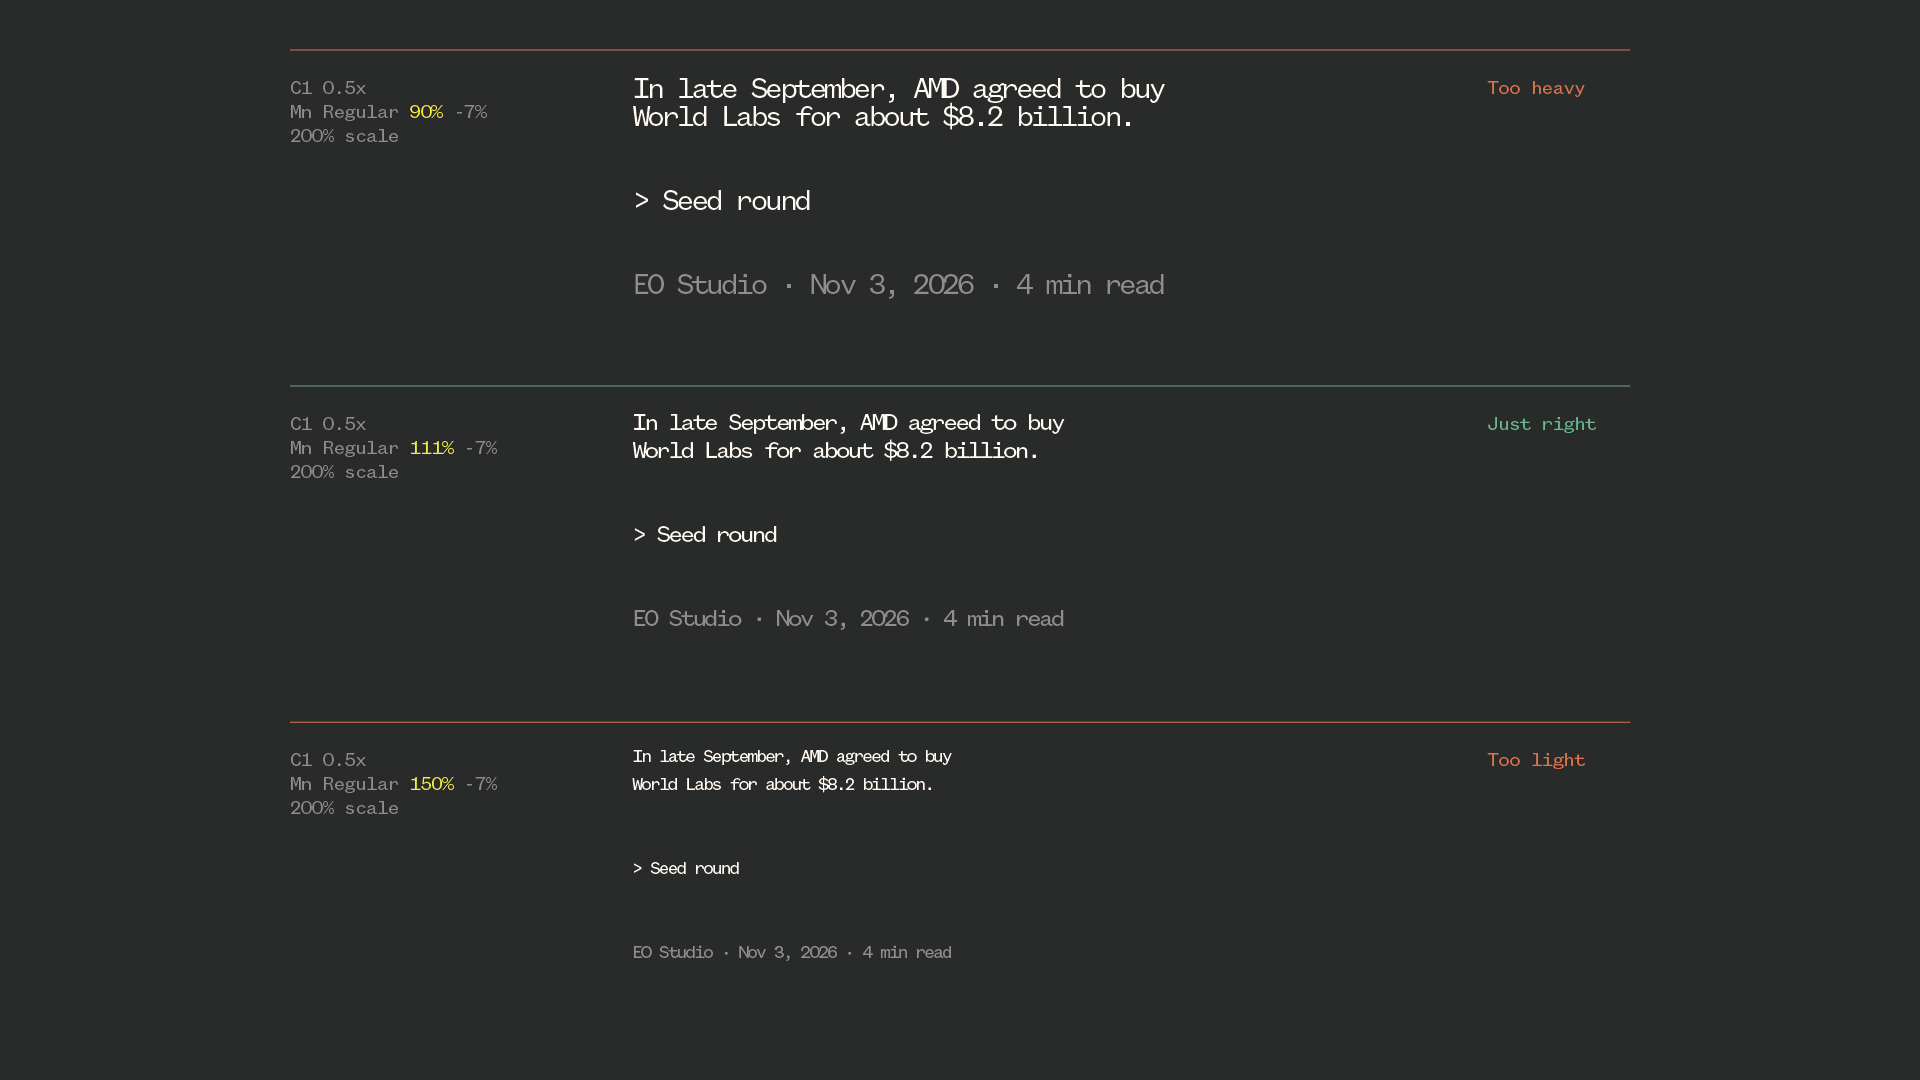 C1 0.5x
Mn Regular 90% -7%
200% scale
In late September, AMD agreed to buy
World Labs for about $8.2 billion.
> Seed round
EO Studio · Nov 3, 2026 · 4 min read
Too heavy
C1 0.5x
Mn Regular 111% -7%
200% scale
In late September, AMD agreed to buy
World Labs for about $8.2 billion.
> Seed round
EO Studio · Nov 3, 2026 · 4 min read
Just right
C1 0.5x
Mn Regular 150% -7%
200% scale
In late September, AMD agreed to buy
World Labs for about $8.2 billion.
> Seed round
EO Studio · Nov 3, 2026 · 4 min read
Too light